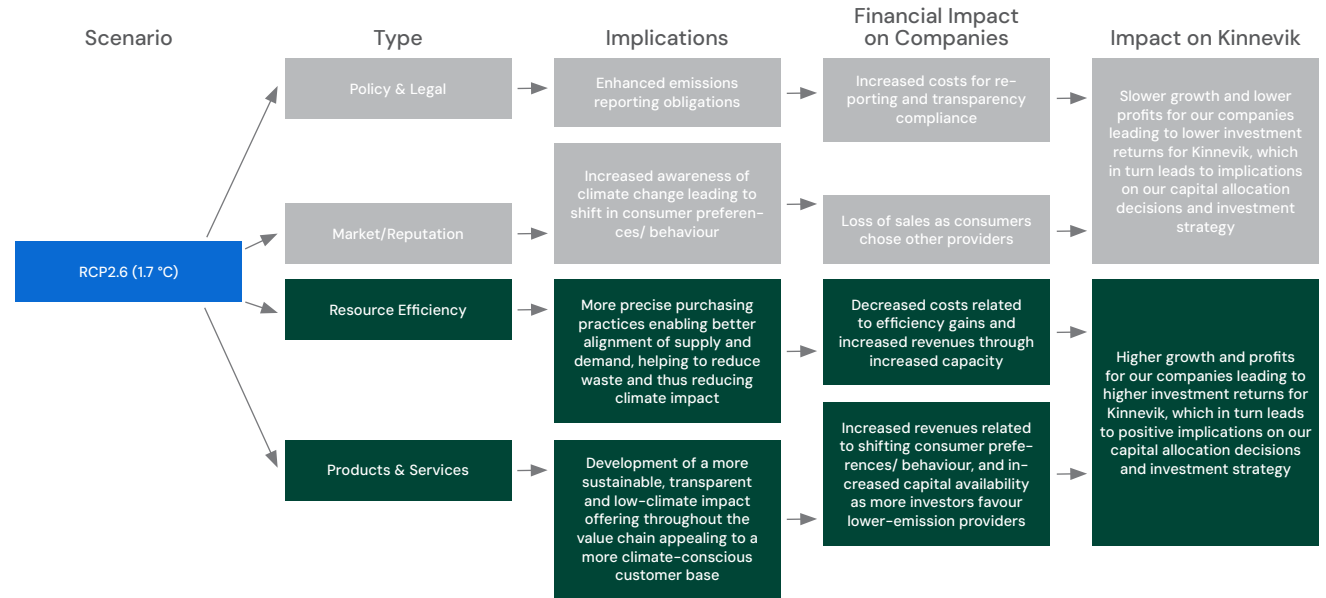 Scenario
Type
Implications
Financial Impact
on Companies
Impact on Kinnevik
RCP2.6 (1.7 °C)
Policy & Legal
Enhanced emissions
reporting obligations
Increased costs for re-
porting and transparency
compliance
Slower growth and lower
profits for our companies
leading to lower investment
returns for Kinnevik, which
in turn leads to implications
on our capital allocation
decisions and investment
strategy
Market/Reputation
Increased awareness of
climate change leading to
shift in consumer preferen-
ces/ behaviour
Loss of sales as consumers
chose other providers
Resource Efficiency
More precise purchasing
practices enabling better
alignment of supply and
demand, helping to reduce
waste and thus reducing
climate impact
Decreased costs related
to efficiency gains and
increased revenues through
increased capacity
Higher growth and profits
for our companies leading to
higher investment returns for
Kinnevik, which in turn leads
to positive implications on our
capital allocation decisions
and investment strategy
Products & Services
Development of a more
sustainable, transparent
and low-climate impact
offering throughout the
value chain appealing to a
more climate-conscious
customer base
Increased revenues related
to shifting consumer prefe-
rences/ behaviour, and in-
creased capital availability
as more investors favour
lower-emission providers